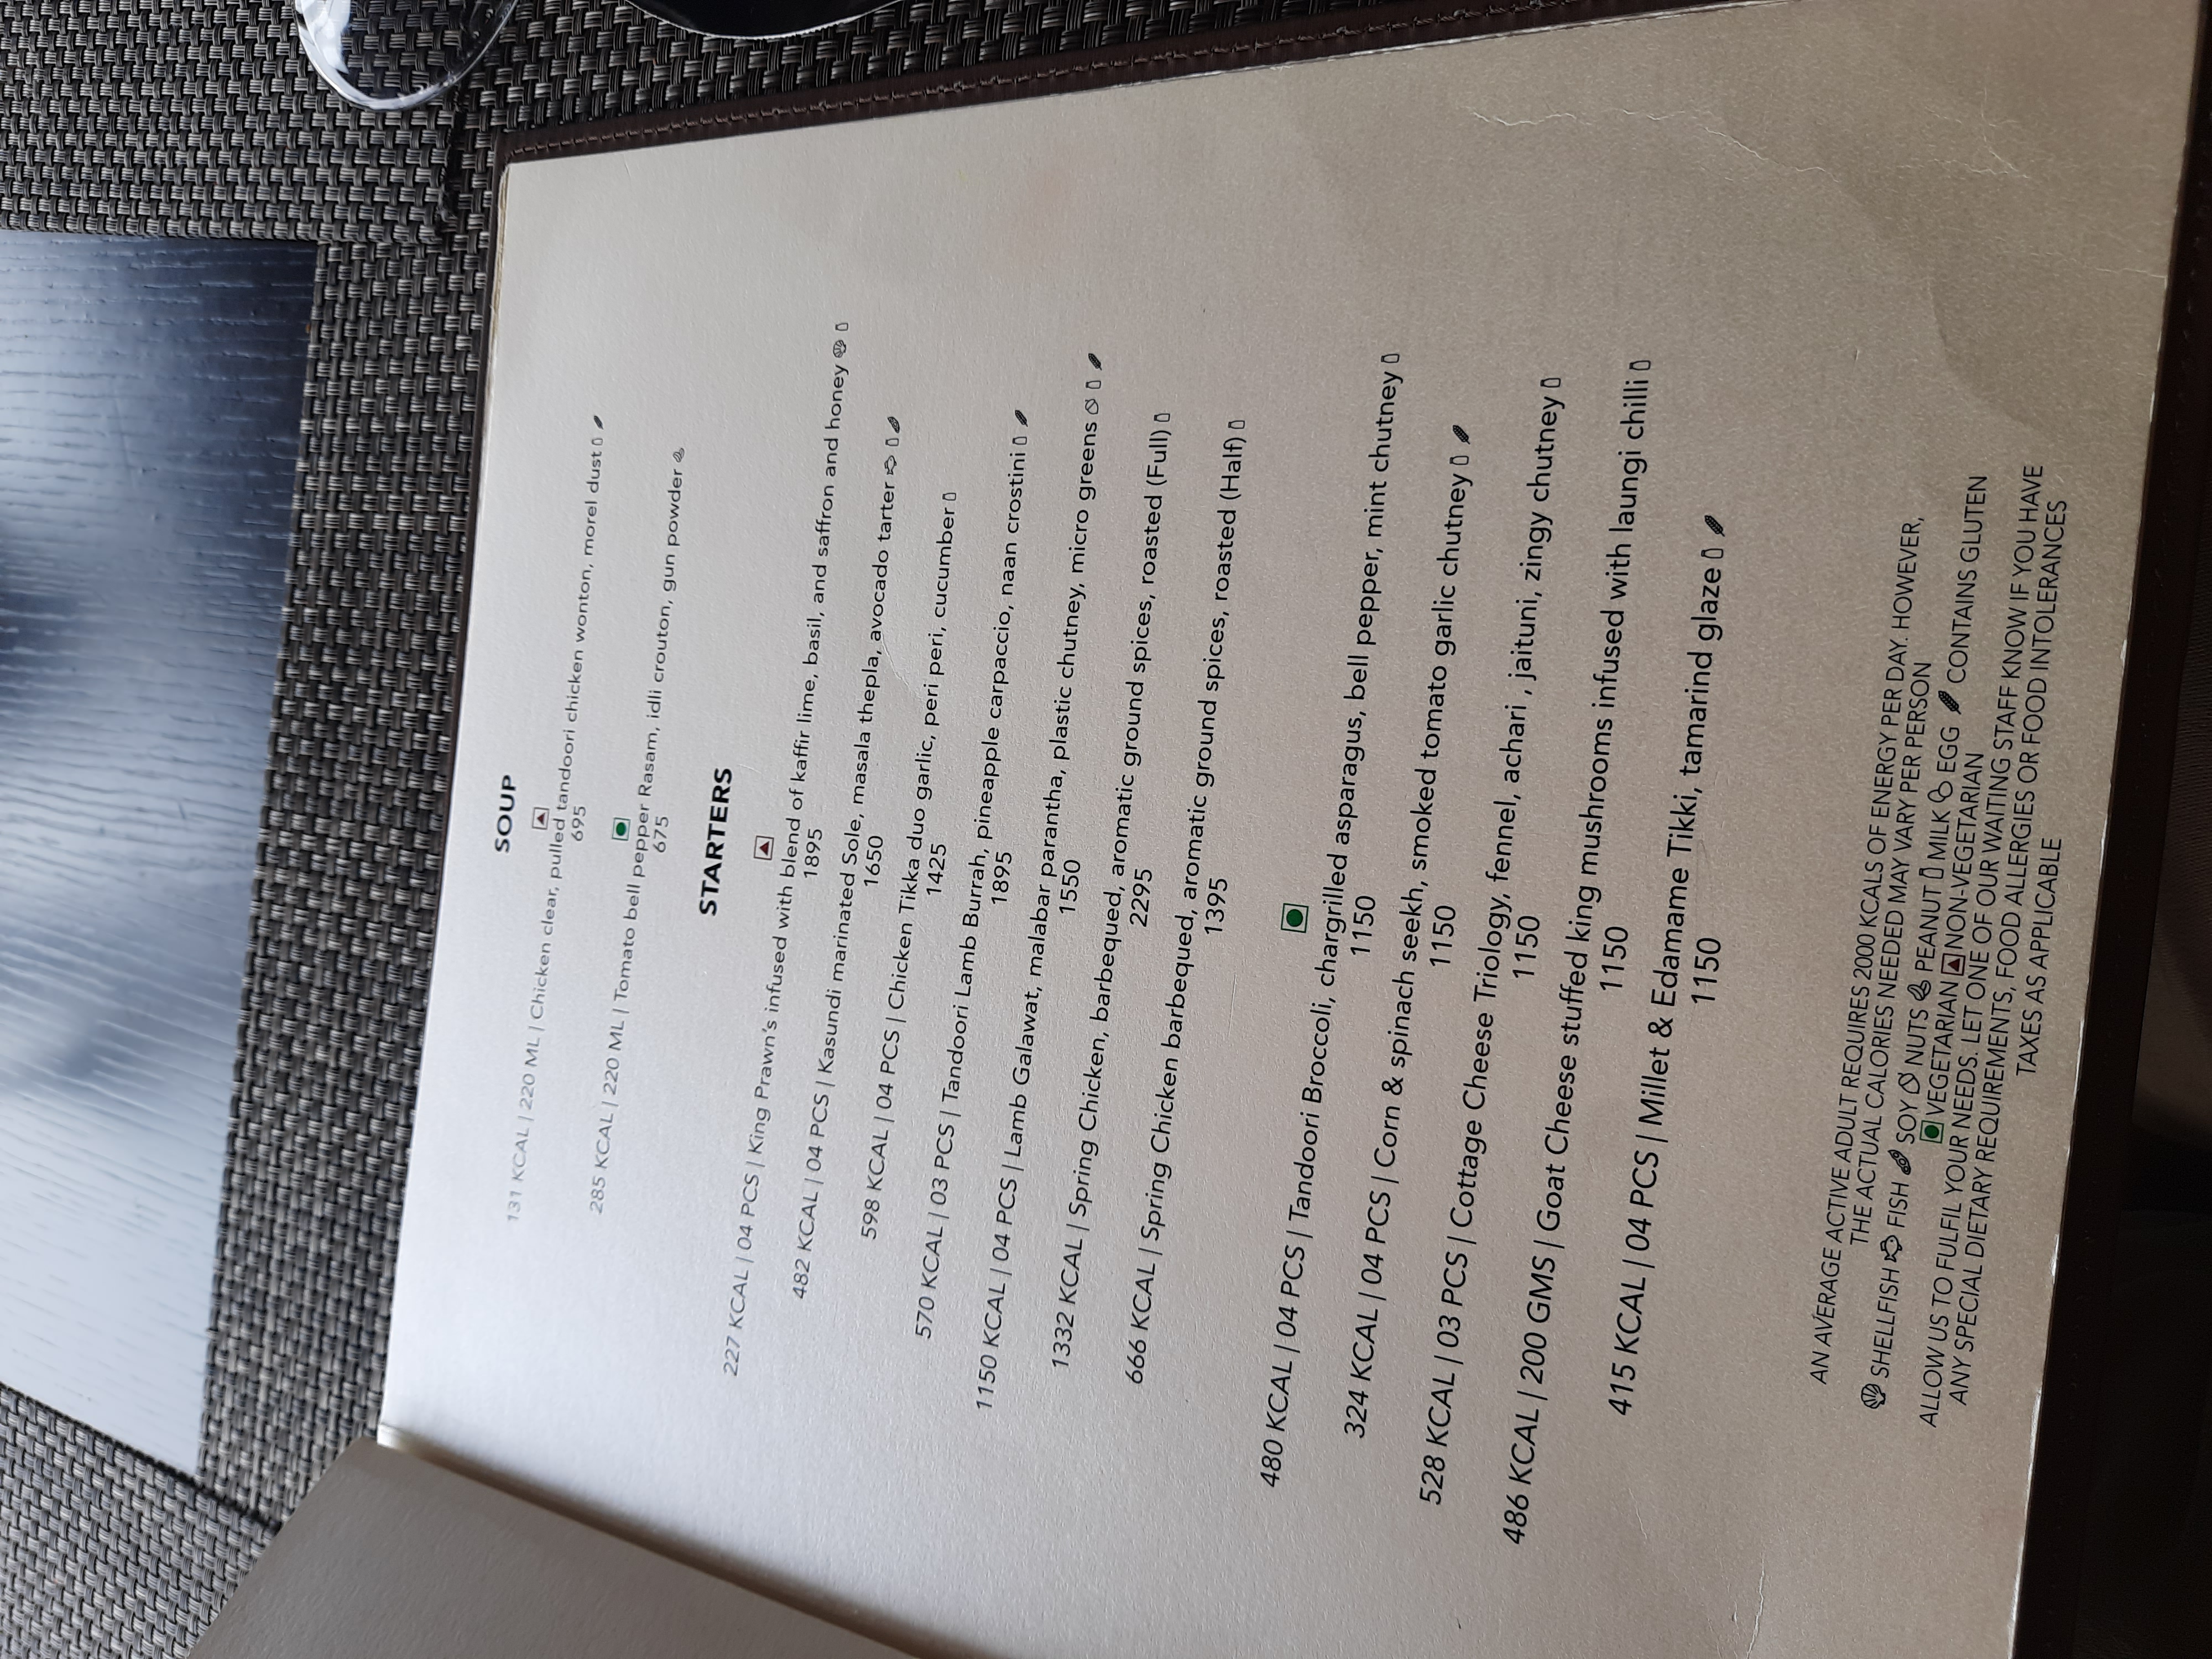 SOUP
131 KCAL | 220 ML | Chicken clear, pulled tandoori chicken wonton, morel dust
695
285 KCAL | 220 ML | Tomato bell pepper Rasam, idli crouton, gun powder
675
STARTERS
227 KCAL | 04 PCS | King Prawn's infused with blend of kaffir lime, basil, and saffron and honey
1895
482 KCAL | 04 PCS | Kasundi marinated Sole, masala thepla, avocado tarter
1650
598 KCAL | 04 PCS | Chicken Tikka duo garlic, peri peri, cucumber
1425
570 KCAL | 03 PCS | Tandoori Lamb Burrah, pineapple carpaccio, naan crostini
1895
1150 KCAL | 04 PCS | Lamb Galawat, malabar parantha, plastic chutney, micro greens
1550
1332 KCAL | Spring Chicken, barbequed, aromatic ground spices, roasted (Full)
2295
666 KCAL | Spring Chicken barbequed, aromatic ground spices, roasted (Half)
1395
480 KCAL | 04 PCS | Tandoori Broccoli, chargrilled asparagus, bell pepper, mint chutney
1150
324 KCAL | 04 PCS | Corn & spinach seekh, smoked tomato garlic chutney
1150
528 KCAL | 03 PCS | Cottage Cheese Triology, fennel, achari , jaituni, zingy chutney
1150
486 KCAL | 200 GMS | Goat Cheese stuffed king mushrooms infused with laungi chilli
1150
415 KCAL | 04 PCS | Millet & Edamame Tikki, tamarind glaze
1150
AN AVERAGE ACTIVE ADULT REQUIRES 2000 KCALS OF ENERGY PER DAY. HOWEVER,
THE ACTUAL CALORIES NEEDED MAY VARY PER PERSON
SHELLFISH FISH SOY NUTS PEANUT MILK EGG CONTAINS GLUTEN
VEGETARIAN NON-VEGETARIAN
ALLOW US TO FULFIL YOUR NEEDS. LET ONE OF OUR WAITING STAFF KNOW IF YOU HAVE
ANY SPECIAL DIETARY REQUIREMENTS, FOOD ALLERGIES OR FOOD INTOLERANCES
TAXES AS APPLICABLE